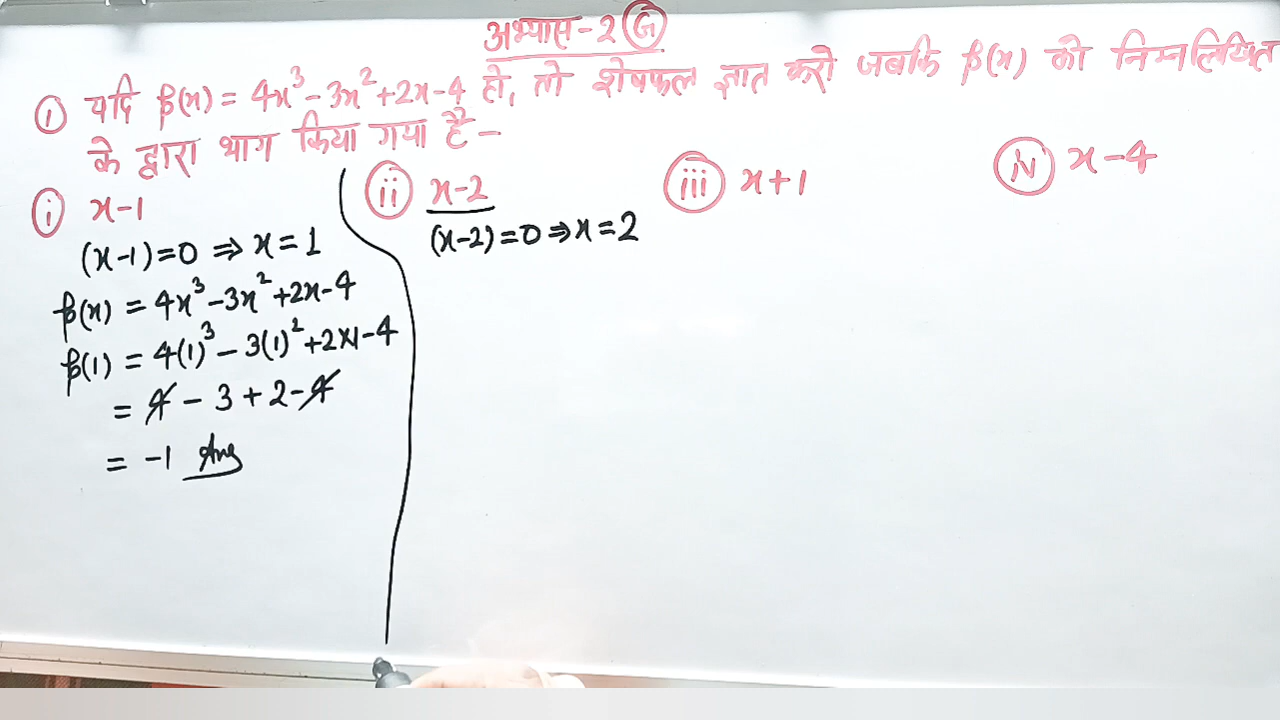 अभ्यास-2 G
① यदि p(x) = 4x³-3x²+2x-4 हो, तो शेषफल ज्ञात करो जबकि p(x) को निम्नलिखित
के द्वारा भाग किया गया है -
(i) x-1
(x-1)=0 ⇒ x=1
p(x) = 4x³-3x²+2x-4
p(1) = 4(1)³-3(1)²+2×1-4
= 4-3+2-4
= -1 Ans
(ii) x-2
(x-2)=0⇒x=2
(iii) x+1
(iv) x-4